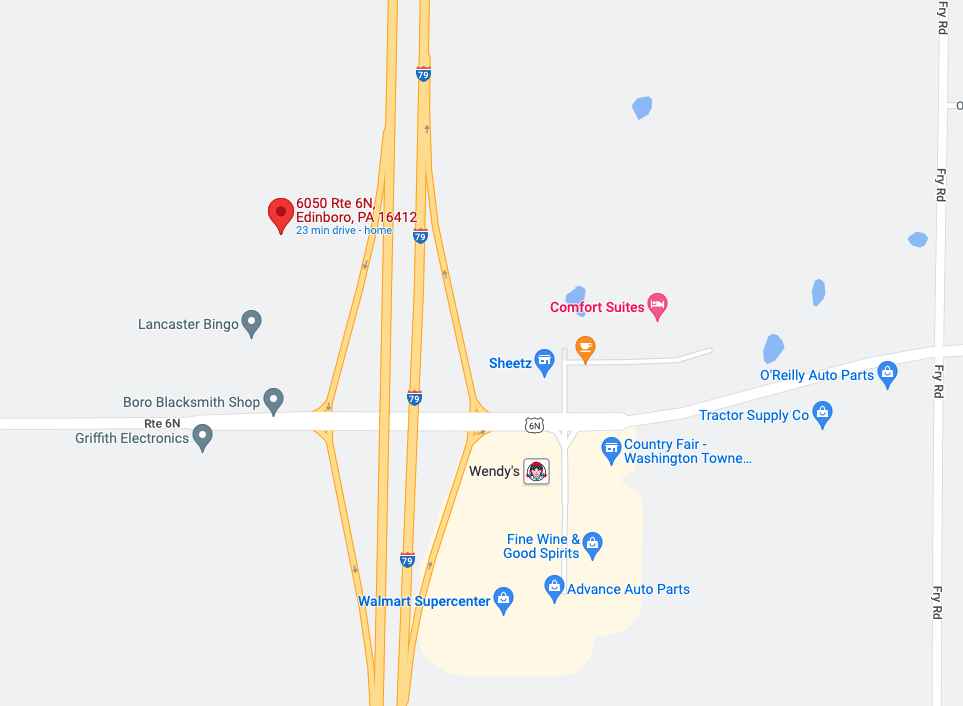 Fry Rd
79
O
Fry Rd
6050 Rte 6N,
Edinboro, PA 16412
23 min drive - home
79
Comfort Suites
Lancaster Bingo
Sheetz
O'Reilly Auto Parts
Fry Rd
79
Boro Blacksmith Shop
Tractor Supply Co
Rte 6N
6N
Griffith Electronics
Country Fair -
Washington Towne...
Wendy's
Fine Wine &
Good Spirits
79
Advance Auto Parts
Walmart Supercenter
Fry Rd